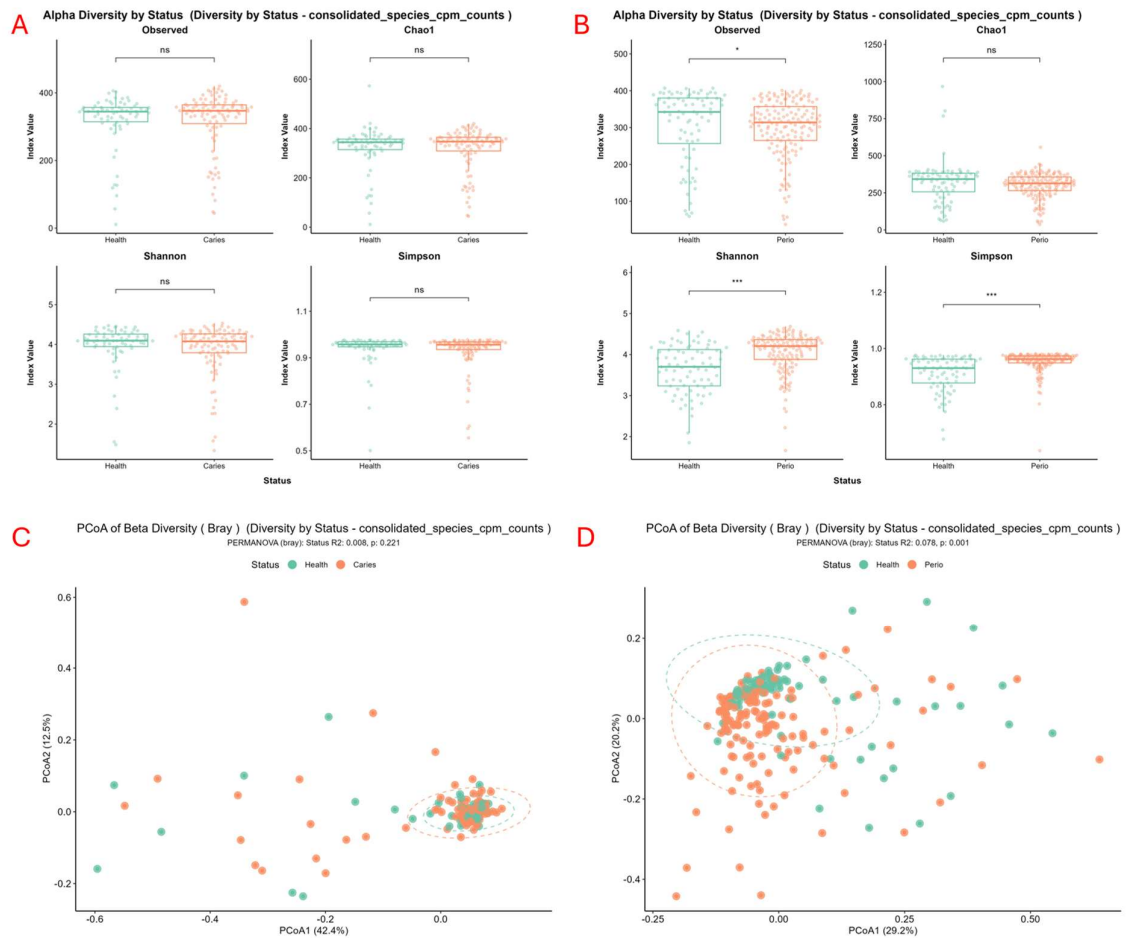 A
Alpha Diversity by Status (Diversity by Status - consolidated_species_cpm_counts )
Observed
Chao1
ns
ns
Index Value
400
200
0
Health
Caries
Index Value
600
400
200
0
Health
Caries
Shannon
Simpson
ns
ns
Index Value
5
4
3
2
Health
Caries
Index Value
1.1
0.9
0.7
0.5
Health
Caries
Status
B
Alpha Diversity by Status (Diversity by Status - consolidated_species_cpm_counts )
Observed
Chao1
*
ns
Index Value
500
400
300
200
100
Health
Perio
Index Value
1250
1000
750
500
250
0
Health
Perio
Shannon
Simpson
***
***
Index Value
6
5
4
3
2
Health
Perio
Index Value
1.2
1.0
0.8
Health
Perio
Status
C
PCoA of Beta Diversity ( Bray ) (Diversity by Status - consolidated_species_cpm_counts )
PERMANOVA (bray): Status R2: 0.008, p: 0.221
Status Health Caries
PCoA2 (12.5%)
0.6
0.4
0.2
0.0
-0.2
-0.6
-0.4
-0.2
0.0
PCoA1 (42.4%)
D
PCoA of Beta Diversity ( Bray ) (Diversity by Status - consolidated_species_cpm_counts )
PERMANOVA (bray): Status R2: 0.078, p: 0.001
Status Health Perio
PCoA2 (20.2%)
0.2
0.0
-0.2
-0.4
-0.25
0.00
0.25
0.50
PCoA1 (29.2%)